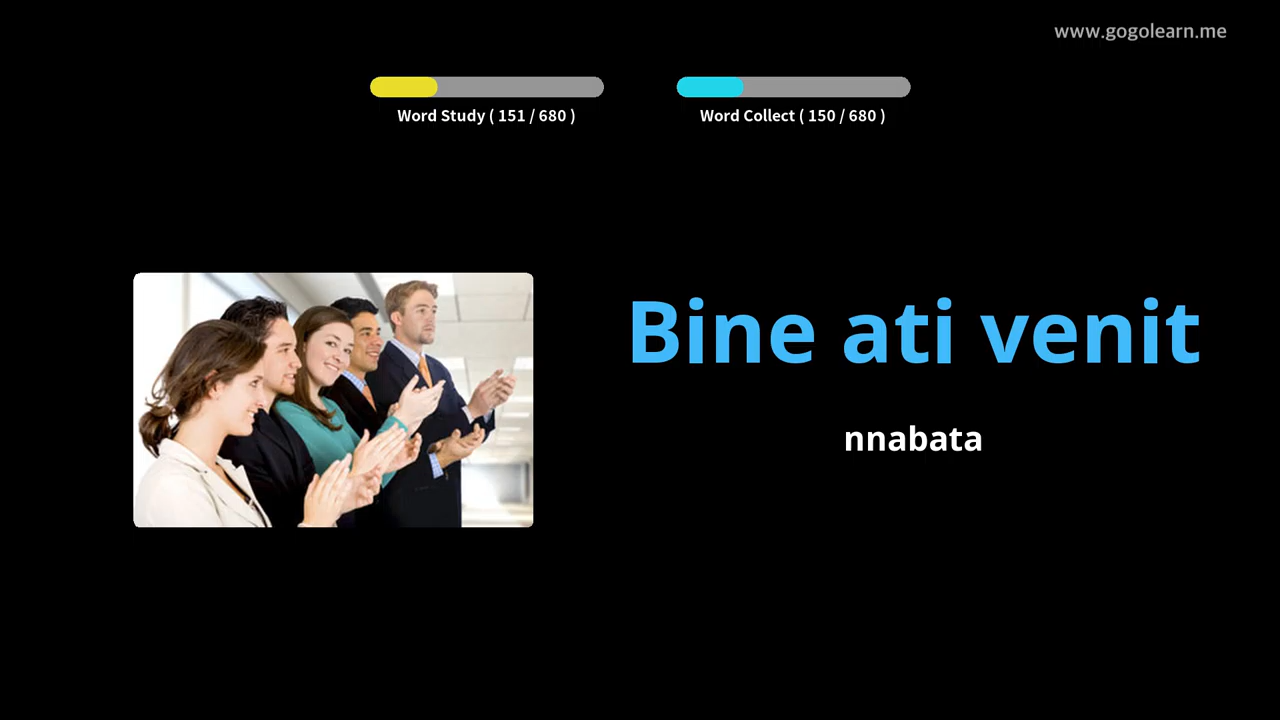 www.gogolearn.me
Word Study ( 151 / 680 )
Word Collect ( 150 / 680 )
Bine ati venit
nnabata